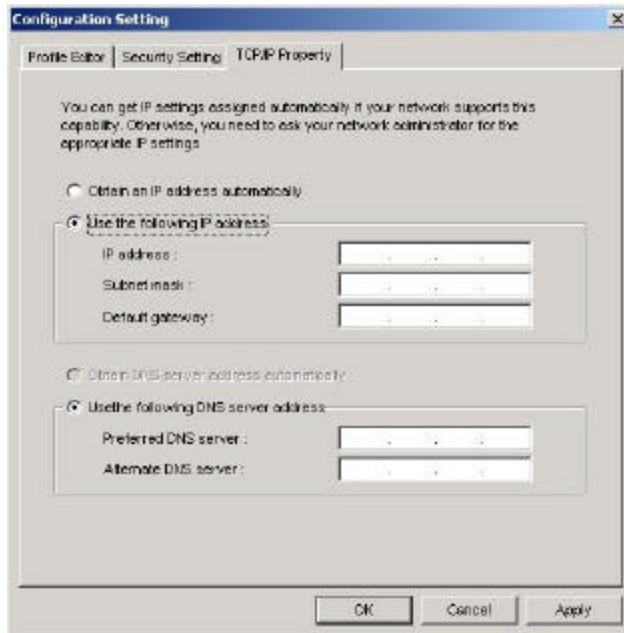 Configuration Setting
Profile Editor Security Setting TCP/IP Property
You can get IP settings assigned automatically if your network supports this
capability. Otherwise, you need to ask your network administrator for the
appropriate IP settings
Obtain an IP address automatically
Use the following IP address
IP address :
Subnet mask :
Default gateway :
Obtain DNS server address automatically
Usethe following DNS server address
Preferred DNS server :
Alternate DNS server :
OK Cancel Apply